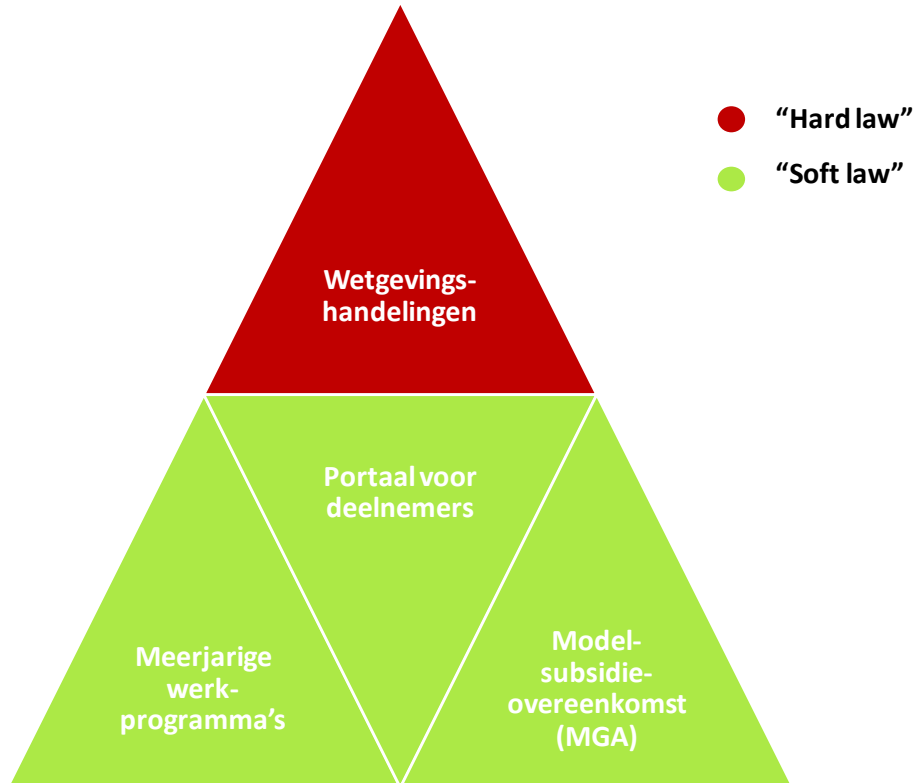 “Hard law”
“Soft law”
Wetgevings-
handelingen
Portaal voor
deelnemers
Meerjarige
werk-
programma’s
Model-
subsidie-
overeenkomst
(MGA)